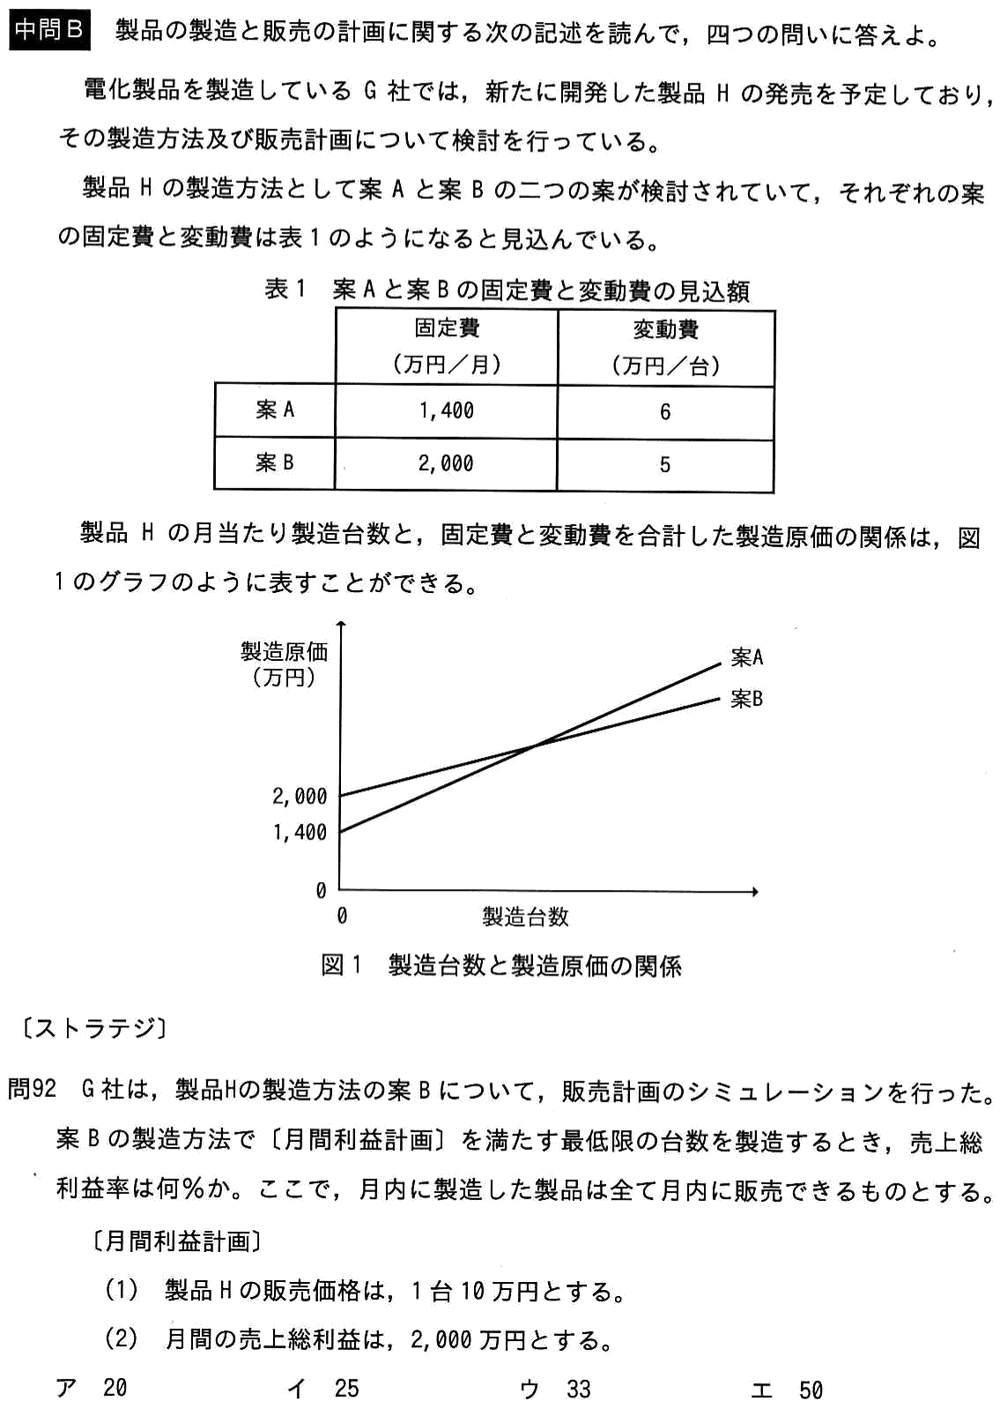 中問B 製品の製造と販売の計画に関する次の記述を読んで，四つの問いに答えよ。
電化製品を製造している G 社では，新たに開発した製品 H の発売を予定しており，
その製造方法及び販売計画について検討を行っている。
製品 H の製造方法として案 A と案 B の二つの案が検討されていて，それぞれの案
の固定費と変動費は表1のようになると見込んでいる。
表1 案Aと案Bの固定費と変動費の見込額
固定費 変動費
（万円／月） （万円／台）
案A 1,400 6
案B 2,000 5
製品 H の月当たり製造台数と，固定費と変動費を合計した製造原価の関係は，図
1のグラフのように表すことができる。
製造原価
（万円）
案A
案B
2,000
1,400
0
0 製造台数
図1 製造台数と製造原価の関係
〔ストラテジ〕
問92 G社は，製品Hの製造方法の案Bについて，販売計画のシミュレーションを行った。
案Bの製造方法で〔月間利益計画〕を満たす最低限の台数を製造するとき，売上総
利益率は何％か。ここで，月内に製造した製品は全て月内に販売できるものとする。
〔月間利益計画〕
(1) 製品Hの販売価格は，1台10万円とする。
(2) 月間の売上総利益は，2,000万円とする。
ア 20 イ 25 ウ 33 エ 50